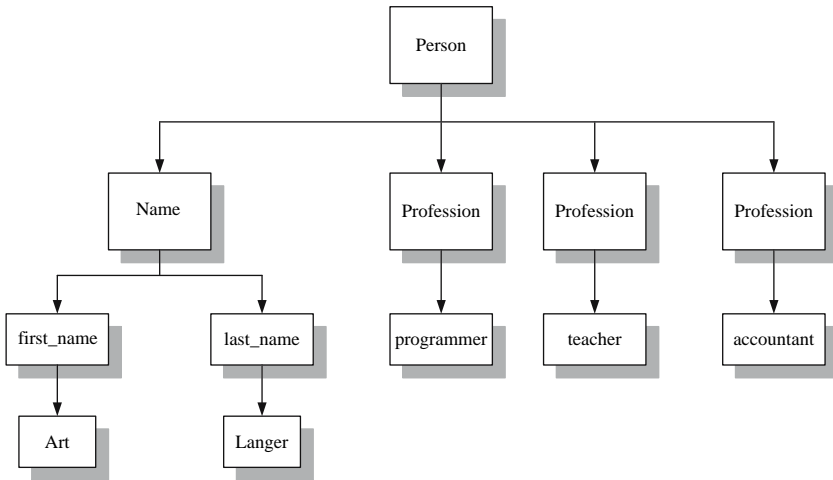 Person
Name
Profession
Profession
Profession
first_name
last_name
programmer
teacher
accountant
Art
Langer